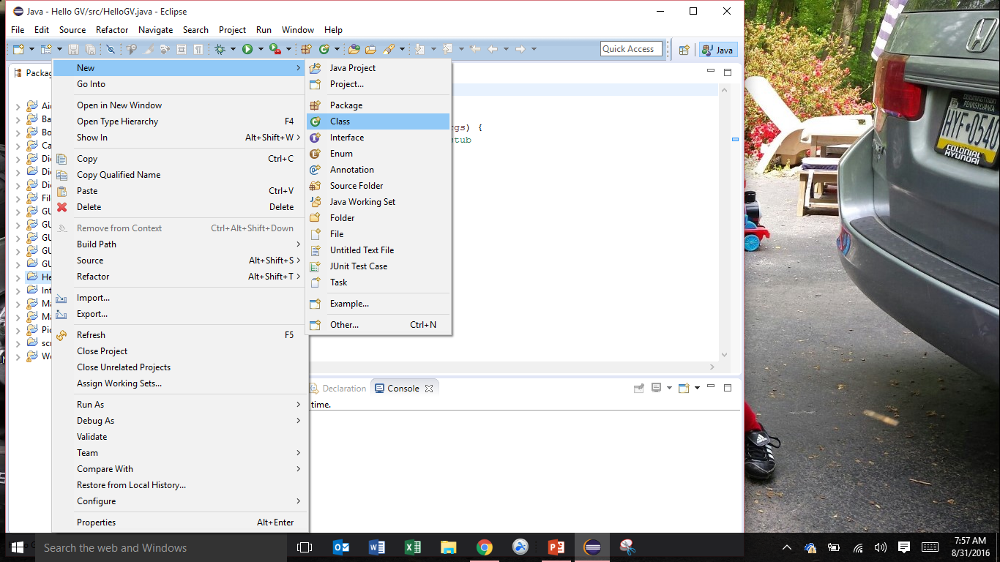 Java - Hello GV/src/HelloGV.java - Eclipse
File Edit Source Refactor Navigate Search Project Run Window Help
Quick Access
Java
Packag
New
Go Into
Open in New Window
Open Type Hierarchy F4
Show In Alt+Shift+W
Copy Ctrl+C
Copy Qualified Name
Paste Ctrl+V
Delete Delete
Remove from Context Ctrl+Alt+Shift+Down
Build Path
Source Alt+Shift+S
Refactor Alt+Shift+T
Import...
Export...
Refresh F5
Close Project
Close Unrelated Projects
Assign Working Sets...
Run As
Debug As
Validate
Team
Compare With
Restore from Local History...
Configure
Properties Alt+Enter
Java Project
Project...
Package
Class
Interface
Enum
Annotation
Source Folder
Java Working Set
Folder
File
Untitled Text File
JUnit Test Case
Task
Example...
Other... Ctrl+N
rgs) {
stub
Ba
Bo
Ca
Die
Fil
GU
GU
GU
GU
GU
He
Int
Ma
Ma
Pic
scr
We
Declaration Console
time.
DOWNINGTOWN
PENNSYLVANIA
HYF-0540
COLONIAL
HYUNDAI
Search the web and Windows
7:57 AM
8/31/2016